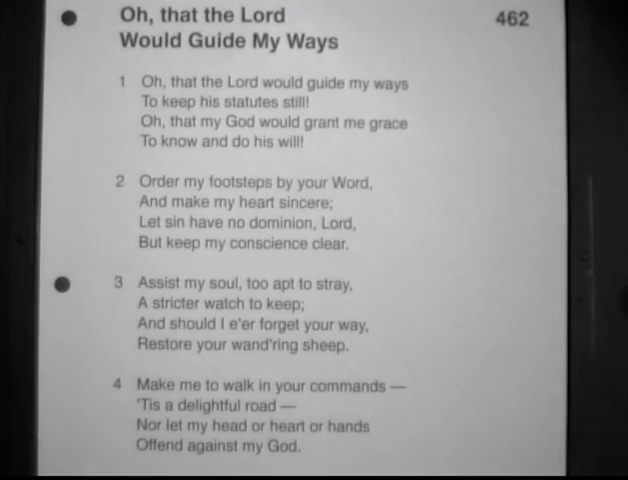 Oh, that the Lord
Would Guide My Ways
462
1 Oh, that the Lord would guide my ways
To keep his statutes still!
Oh, that my God would grant me grace
To know and do his will!
2 Order my footsteps by your Word,
And make my heart sincere;
Let sin have no dominion, Lord,
But keep my conscience clear.
3 Assist my soul, too apt to stray,
A stricter watch to keep;
And should I e'er forget your way,
Restore your wand'ring sheep.
4 Make me to walk in your commands —
'Tis a delightful road —
Nor let my head or heart or hands
Offend against my God.